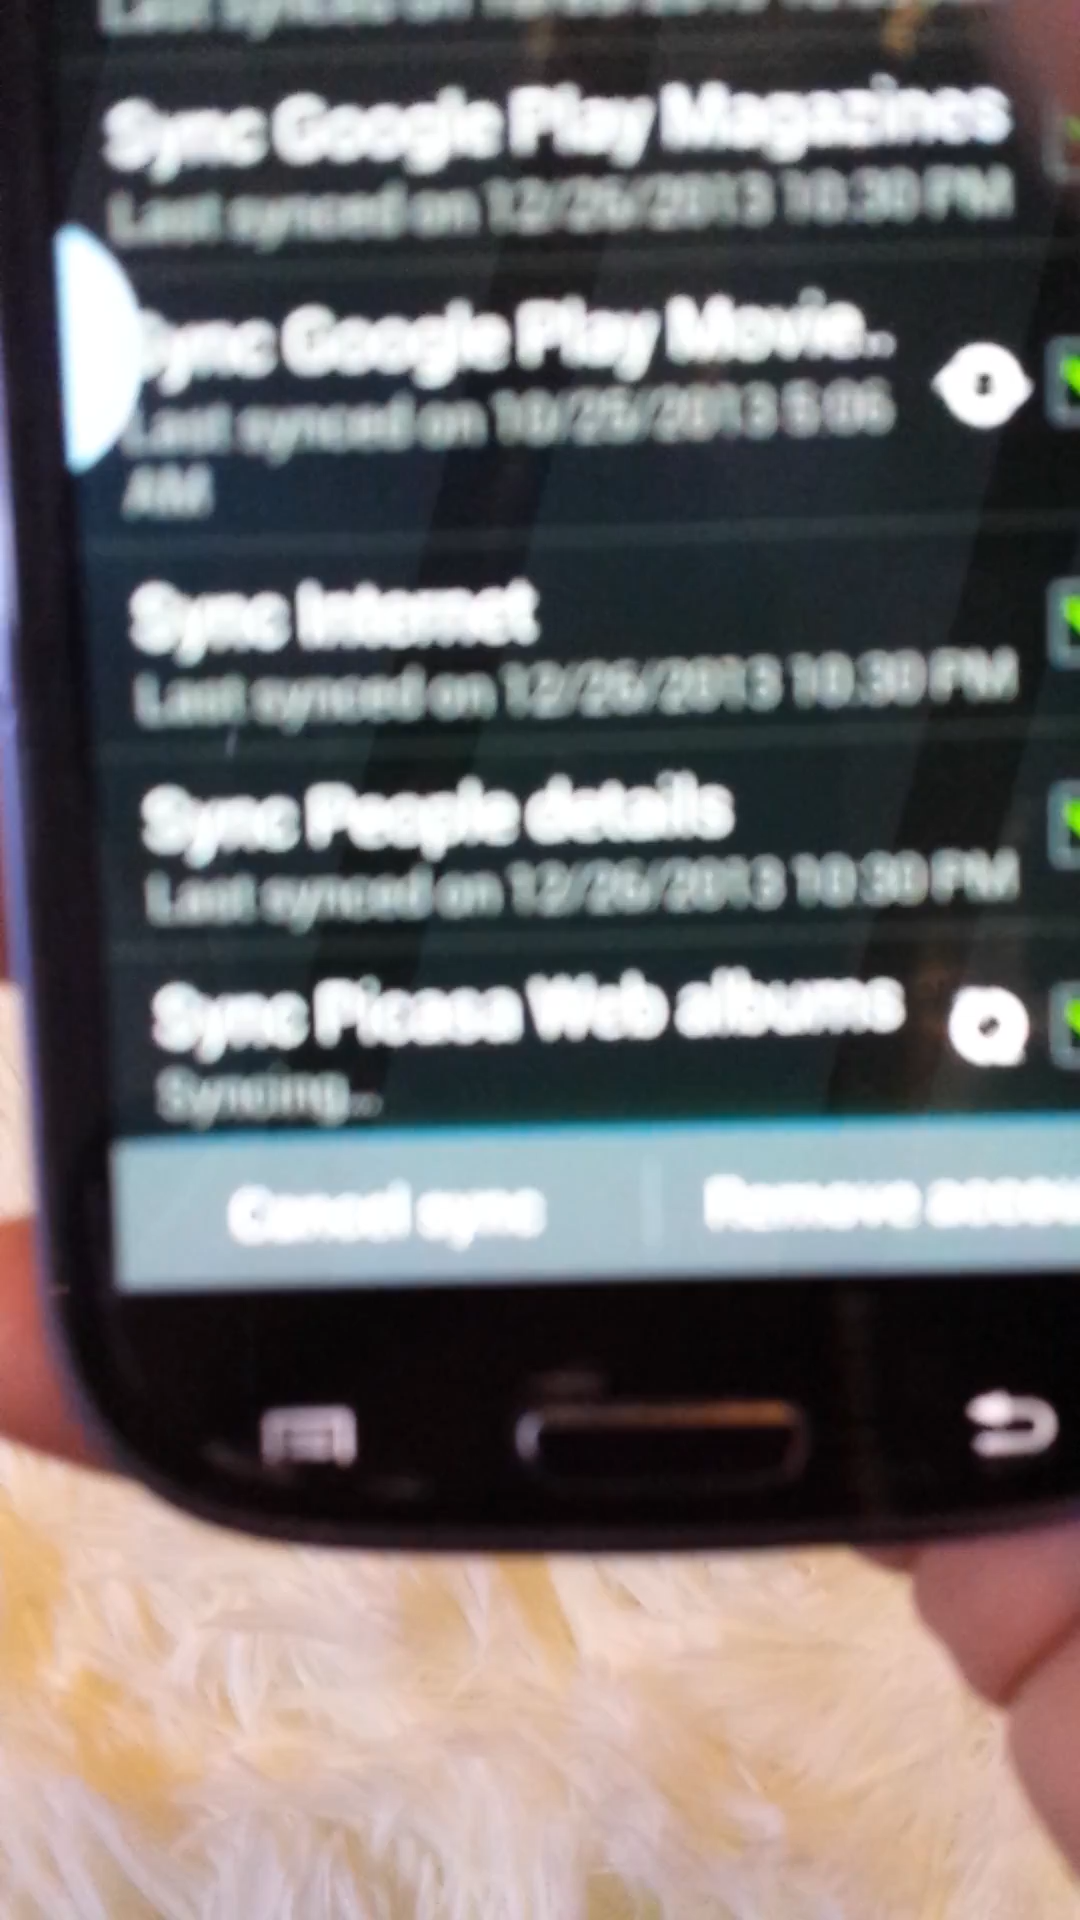 Sync Google Play Magazines
Last synced on 12/26/2013 10:30 PM
Sync Google Play Movie..
Last synced on 10/25/2013 5:06
AM
Sync Internet
Last synced on 12/26/2013 10:30 PM
Sync People details
Last synced on 12/26/2013 10:30 PM
Sync Picasa Web albums
Syncing...
Cancel sync
Remove accou